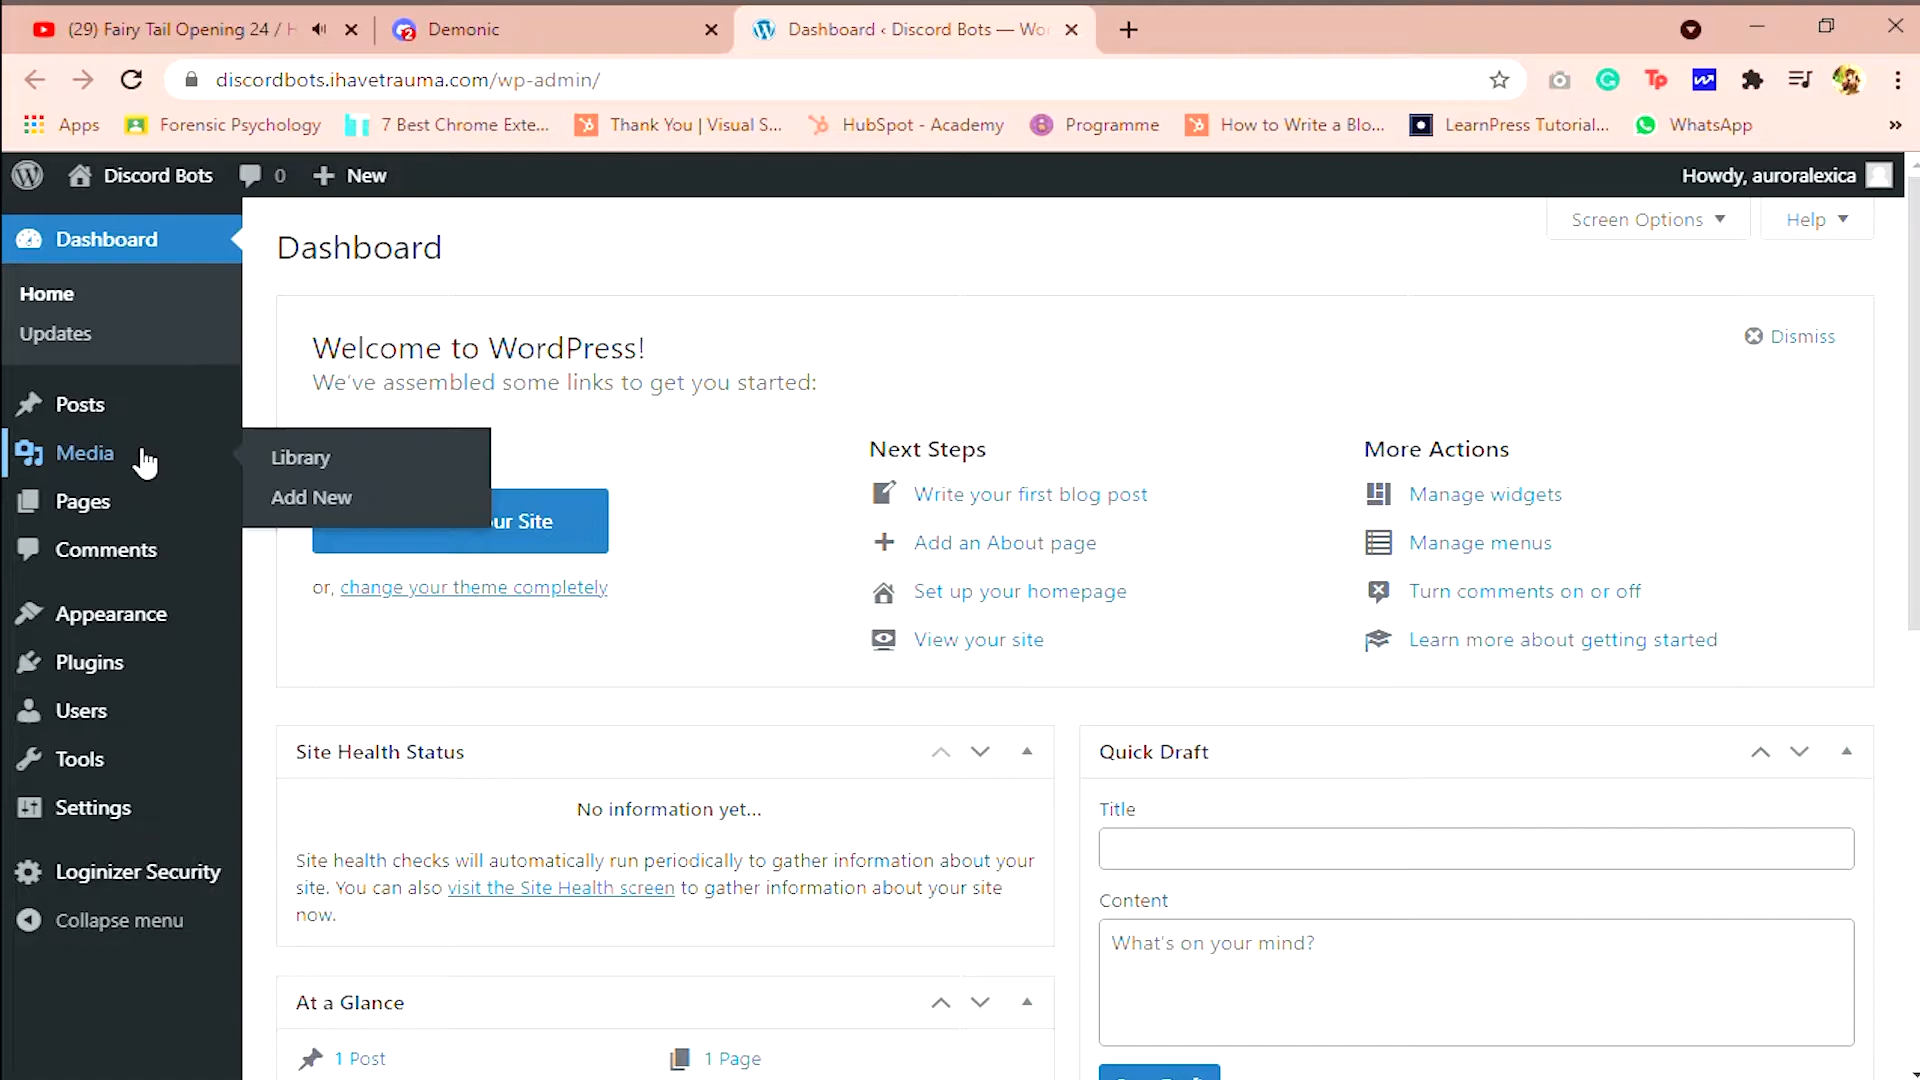 (29) Fairy Tail Opening 24 / H
2
Demonic
Dashboard ‹ Discord Bots — Wo
discordbots.ihavetrauma.com/wp-admin/
Tp
Apps
Forensic Psychology
7 Best Chrome Exte...
Thank You | Visual S...
HubSpot - Academy
Programme
How to Write a Blo...
LearnPress Tutorial...
WhatsApp
»
Discord Bots
0
New
Howdy, auroralexica
Dashboard
Home
Updates
Posts
Media
Library
Add New
Pages
Comments
Appearance
Plugins
Users
Tools
Settings
Loginizer Security
Collapse menu
Screen Options
Help
Dashboard
Welcome to WordPress!
We've assembled some links to get you started:
Dismiss
ur Site
or, change your theme completely
Next Steps
Write your first blog post
Add an About page
Set up your homepage
View your site
More Actions
Manage widgets
Manage menus
Turn comments on or off
Learn more about getting started
Site Health Status
No information yet...
Site health checks will automatically run periodically to gather information about your
site. You can also visit the Site Health screen to gather information about your site
now.
At a Glance
1 Post
1 Page
Quick Draft
Title
Content
What's on your mind?